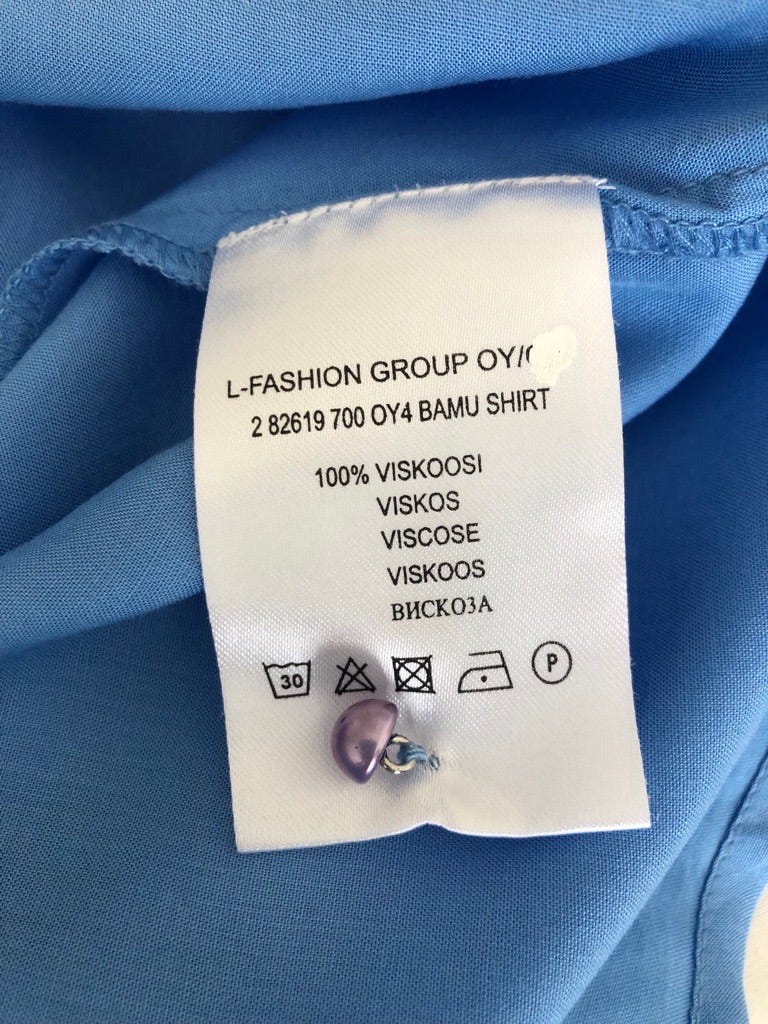 L-FASHION GROUP OY/
2 82619 700 OY4 BAMU SHIRT
100% VISKOOSI
VISKOS
VISCOSE
VISKOOS
ВИСКОЗА
30
P